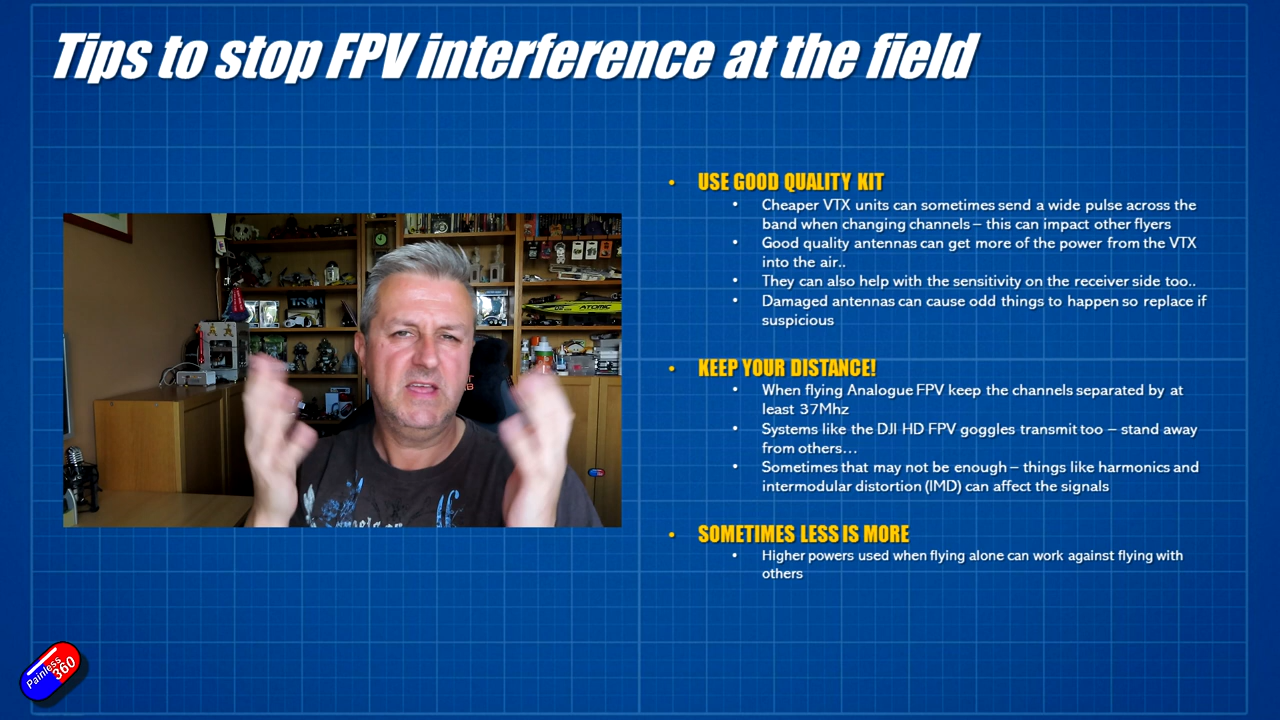 Tips to stop FPV interference at the field
• USE GOOD QUALITY KIT
• Cheaper VTX units can sometimes send a wide pulse across the
band when changing channels – this can impact other flyers
• Good quality antennas can get more of the power from the VTX
into the air..
• They can also help with the sensitivity on the receiver side too..
• Damaged antennas can cause odd things to happen so replace if
suspicious
• KEEP YOUR DISTANCE!
• When flying Analogue FPV keep the channels separated by at
least 37Mhz
• Systems like the DJI HD FPV goggles transmit too – stand away
from others…
• Sometimes that may not be enough – things like harmonics and
intermodular distortion (IMD) can affect the signals
• SOMETIMES LESS IS MORE
• Higher powers used when flying alone can work against flying with
others
TRON
ATOMIC
Painless
360